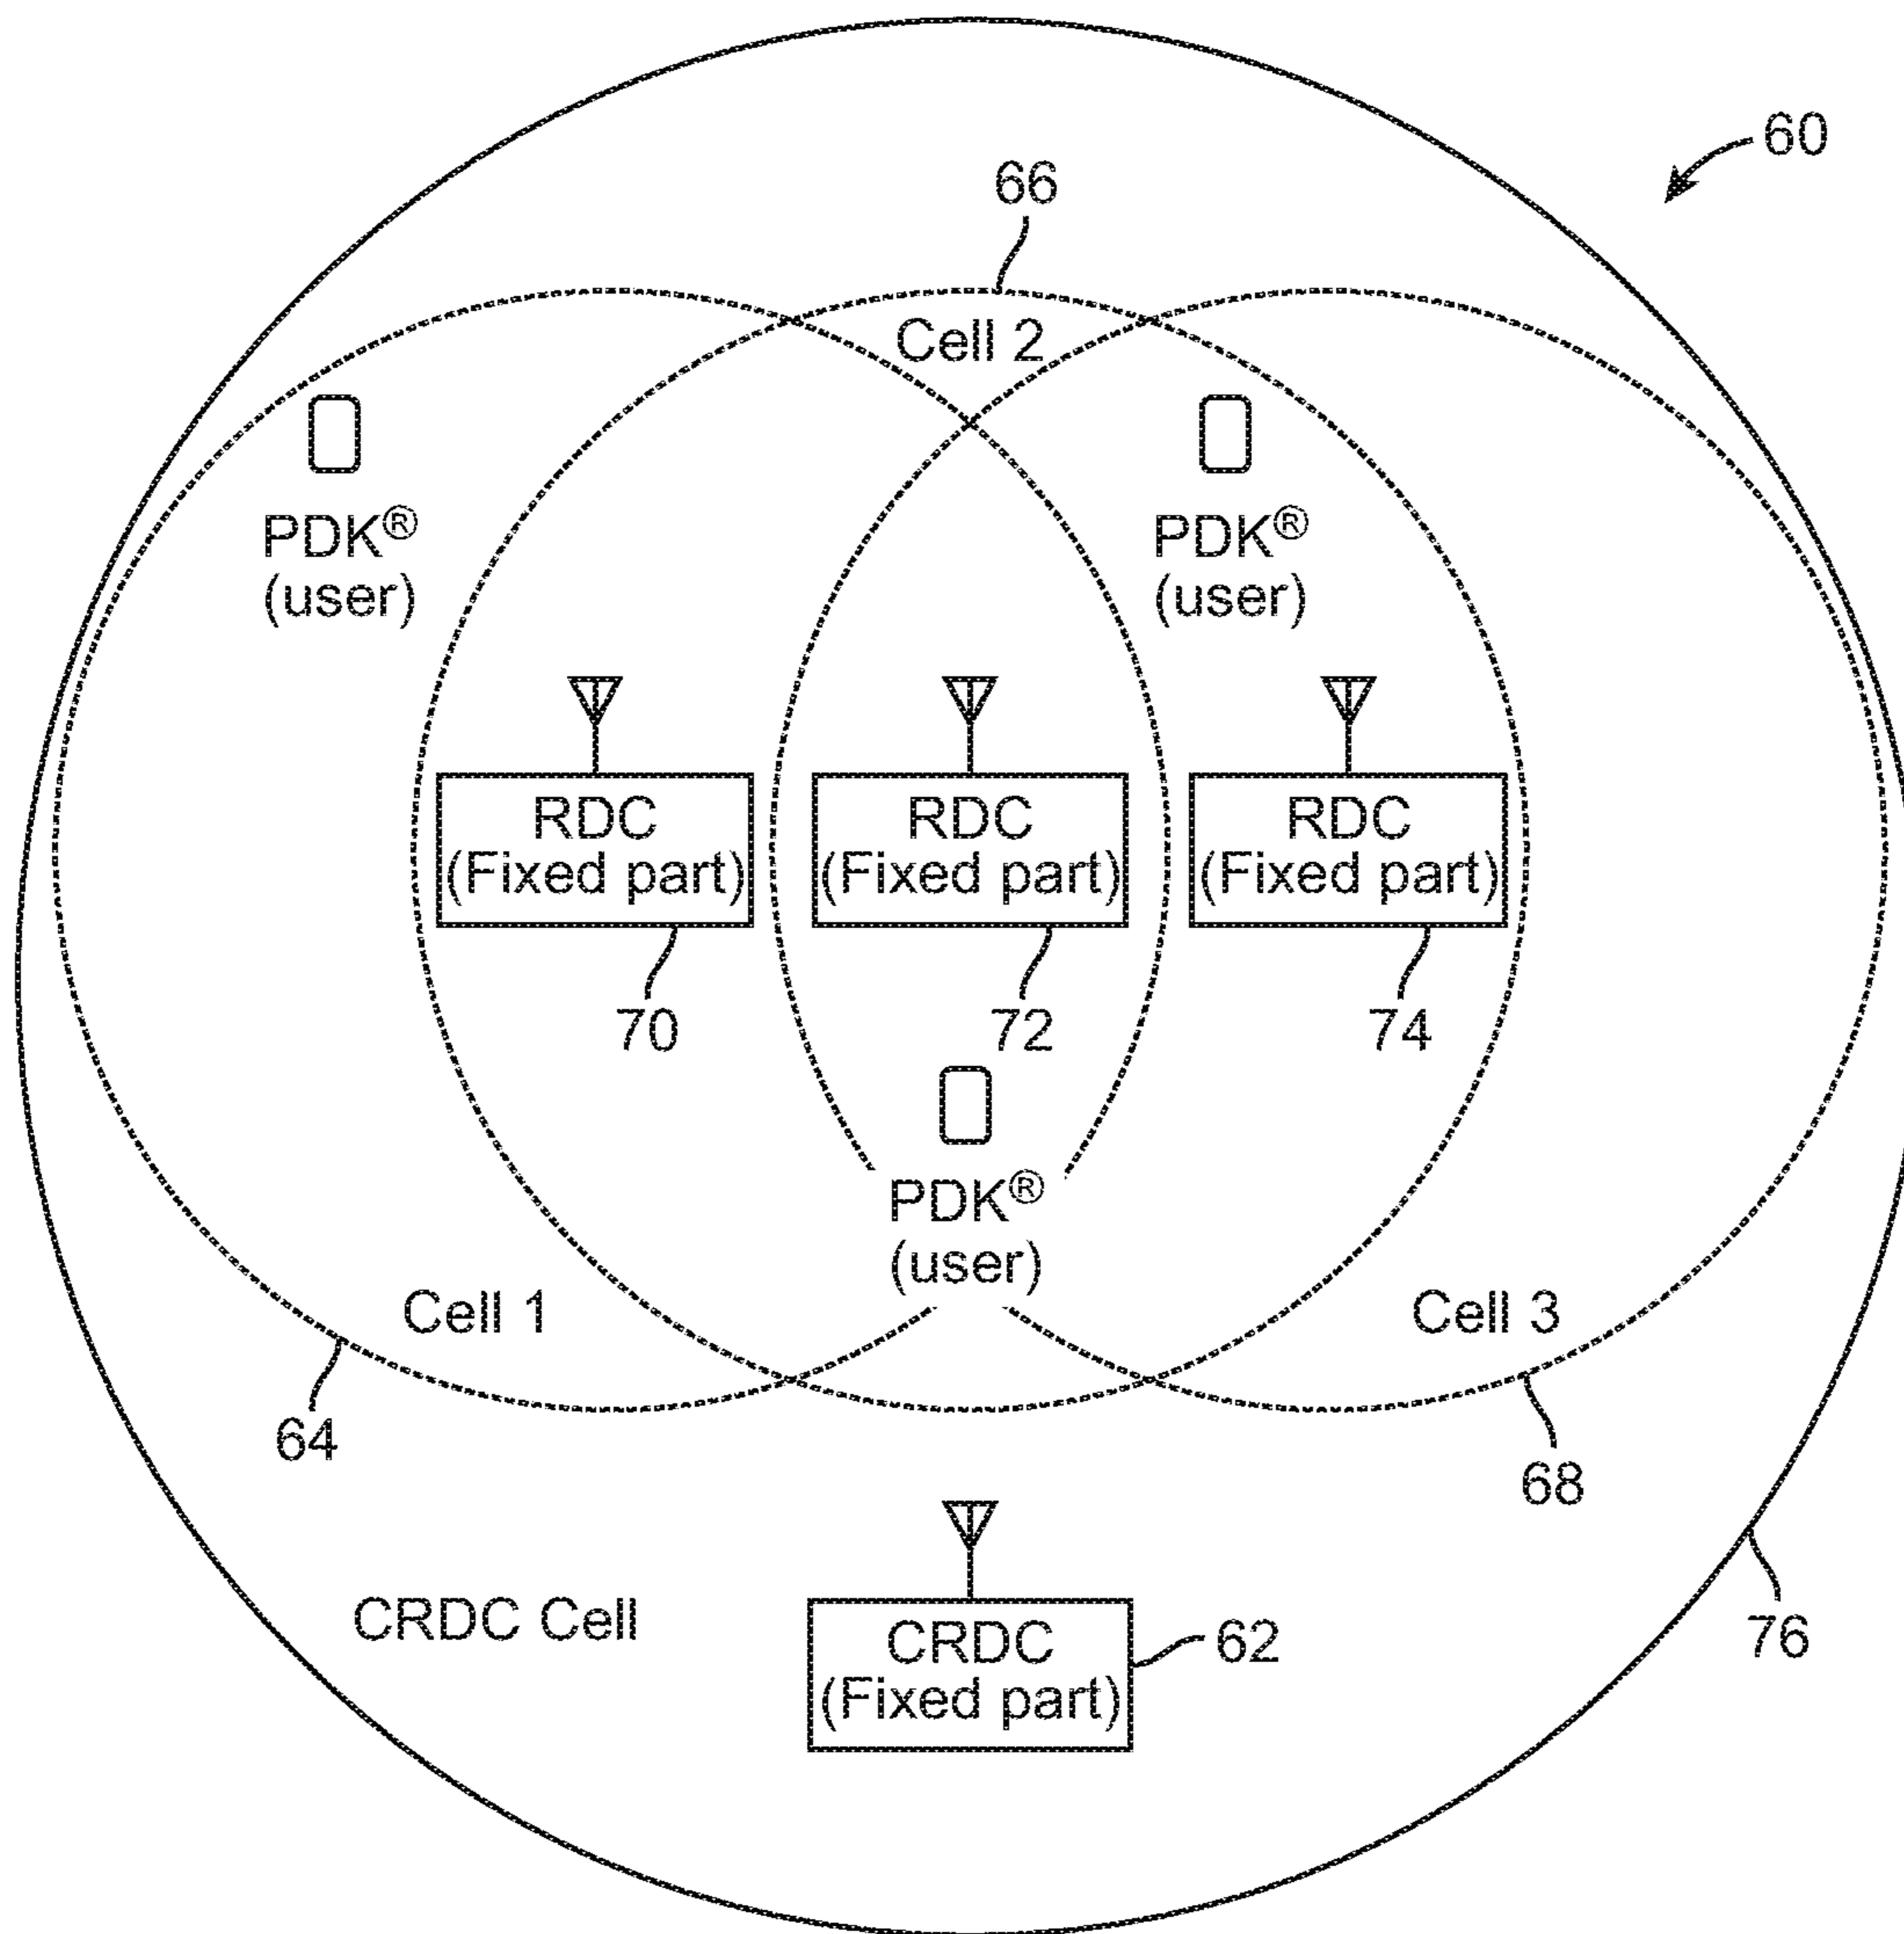 60
66
Cell 2
PDK®
(user)
PDK®
(user)
RDC
(Fixed part)
RDC
(Fixed part)
RDC
(Fixed part)
70
72
74
PDK®
(user)
Cell 1
Cell 3
64
68
CRDC Cell
CRDC
(Fixed part)
62
76